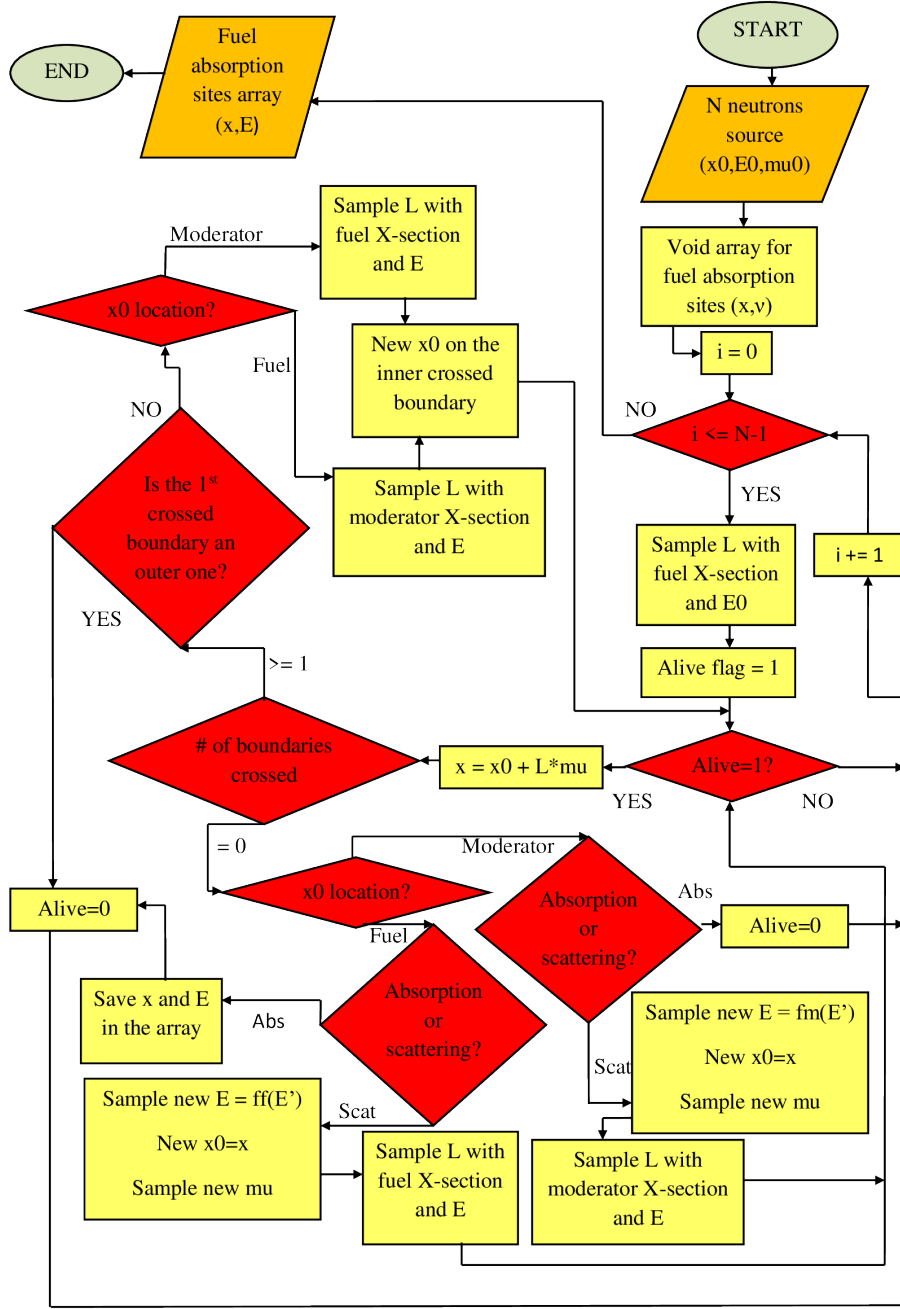 START
N neutrons
source
(x0,E0,mu0)
Void array for
fuel absorption
sites (x,ν)
i = 0
i <= N-1
NO
YES
Fuel
absorption
sites array
(x,E)
END
Sample L with
fuel X-section
and E0
i += 1
Alive flag = 1
Alive=1?
YES
NO
x = x0 + L*mu
# of boundaries
crossed
>= 1
= 0
Is the 1st
crossed
boundary an
outer one?
NO
YES
x0 location?
Moderator
Fuel
Sample L with
fuel X-section
and E
New x0 on the
inner crossed
boundary
Sample L with
moderator X-section
and E
x0 location?
Moderator
Fuel
Absorption
or
scattering?
Abs
Alive=0
Scat
Sample new E = fm(E’)
New x0=x
Sample new mu
Sample L with
moderator X-section
and E
Absorption
or
scattering?
Abs
Save x and E
in the array
Alive=0
Scat
Sample new E = ff(E’)
New x0=x
Sample new mu
Sample L with
fuel X-section
and E